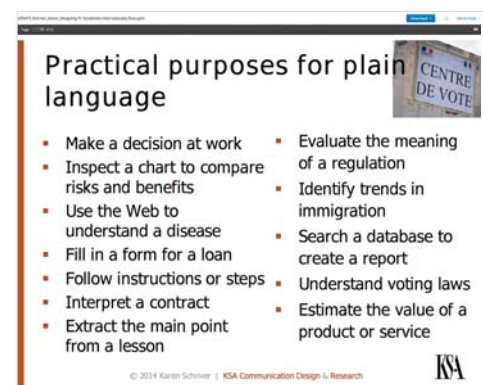 Practical purposes for plain
language
CENTRE
DE VOTE
Make a decision at work
Inspect a chart to compare
risks and benefits
Use the Web to
understand a disease
Fill in a form for a loan
Follow instructions or steps
Interpret a contract
Extract the main point
from a lesson
Evaluate the meaning
of a regulation
Identify trends in
immigration
Search a database to
create a report
Understand voting laws
Estimate the value of a
product or service
© 2014 Karen Schriver | KSA Communication Design & Research
KSA